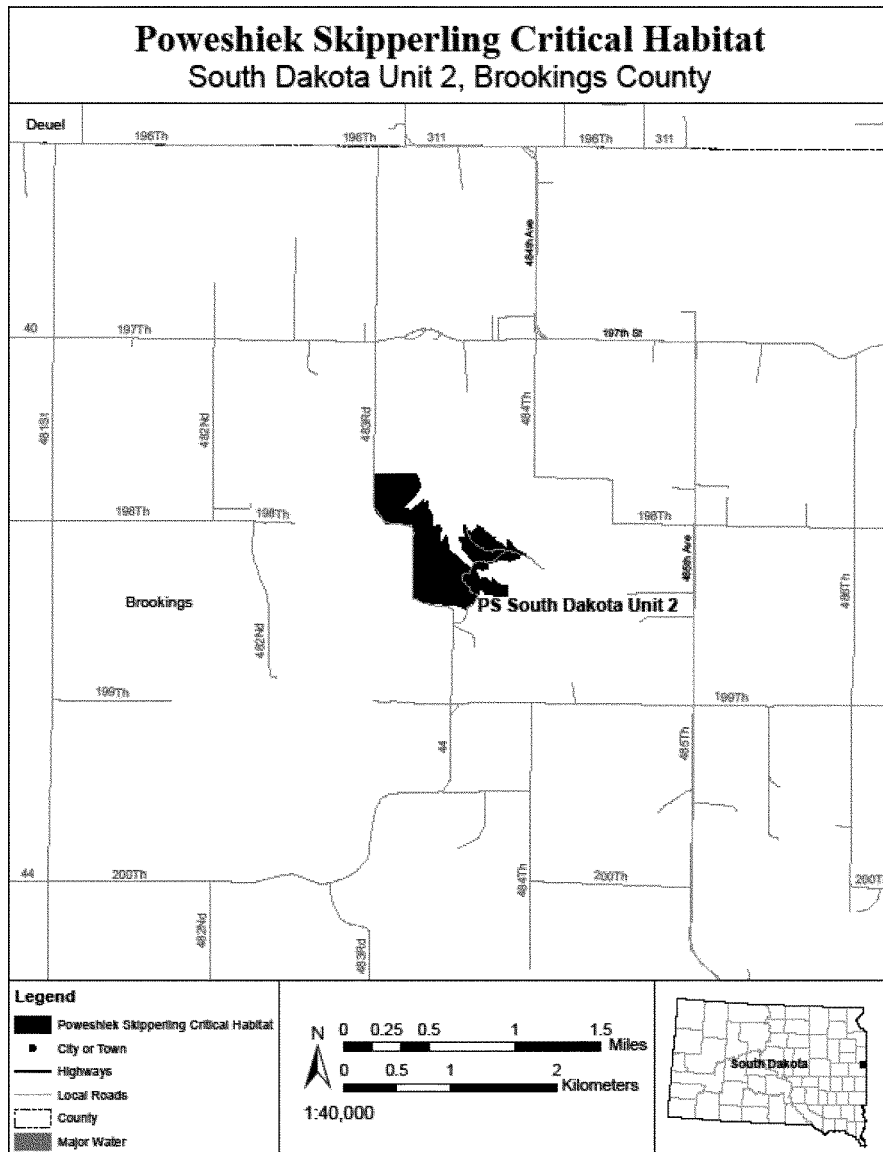 Poweshiek Skipperling Critical Habitat
South Dakota Unit 2, Brookings County
Deuel
196Th
196Th
311
196Th
311
484th Ave
40
197Th
197th St
481St
482Nd
483Rd
484Th
198Th
198Th
198Th
485th Ave
486Th
Brookings
PS South Dakota Unit 2
482Nd
199Th
199Th
44
485Th
44
200Th
484Th
200Th
200T
482Nd
483Rd
Legend
Poweshiek Skipperling Critical Habitat
City or Town
Highways
Local Roads
County
Major Water
N
0 0.25 0.5 1 1.5
Miles
0 0.5 1 2
Kilometers
1:40,000
South Dakota